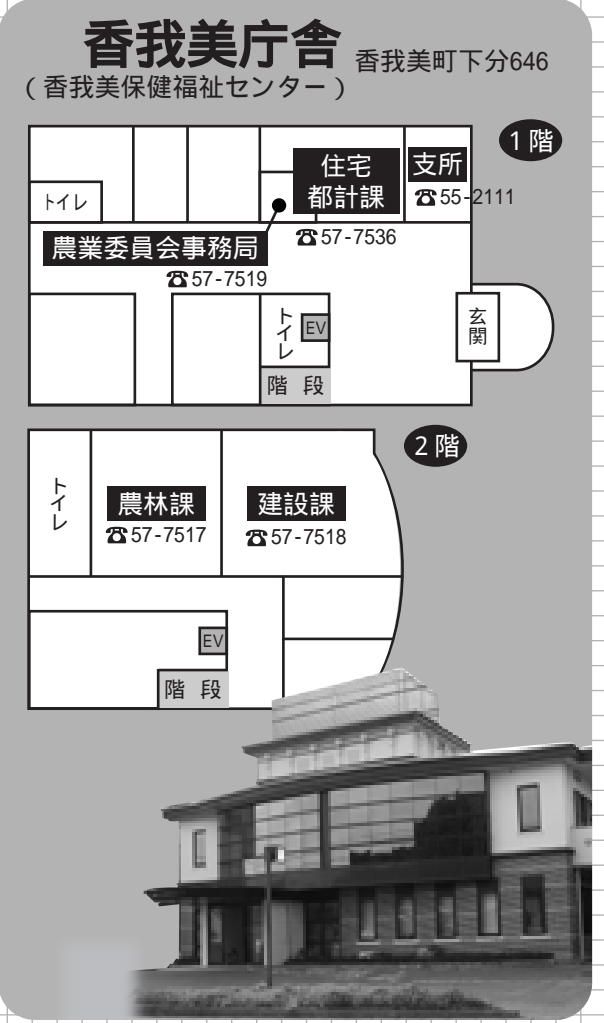 香我美庁舎 香我美町下分646
(香我美保健福祉センター)
1階
住宅
都計課
支所
☎55-2111
トイレ
☎57-7536
農業委員会事務局
☎57-7519
トイレ
EV
玄関
階段
2階
トイレ
農林課
☎57-7517
建設課
☎57-7518
EV
階段